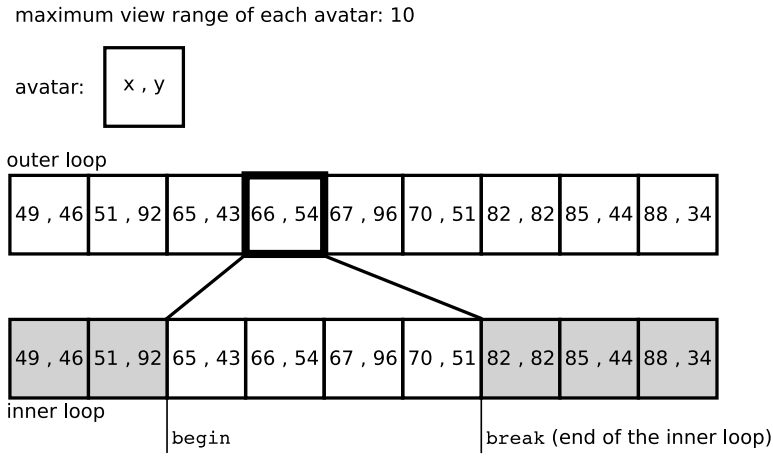 maximum view range of each avatar: 10
avatar:
x , y
outer loop
49 , 46 51 , 92 65 , 43 66 , 54 67 , 96 70 , 51 82 , 82 85 , 44 88 , 34
49 , 46 51 , 92 65 , 43 66 , 54 67 , 96 70 , 51 82 , 82 85 , 44 88 , 34
inner loop
begin
break (end of the inner loop)